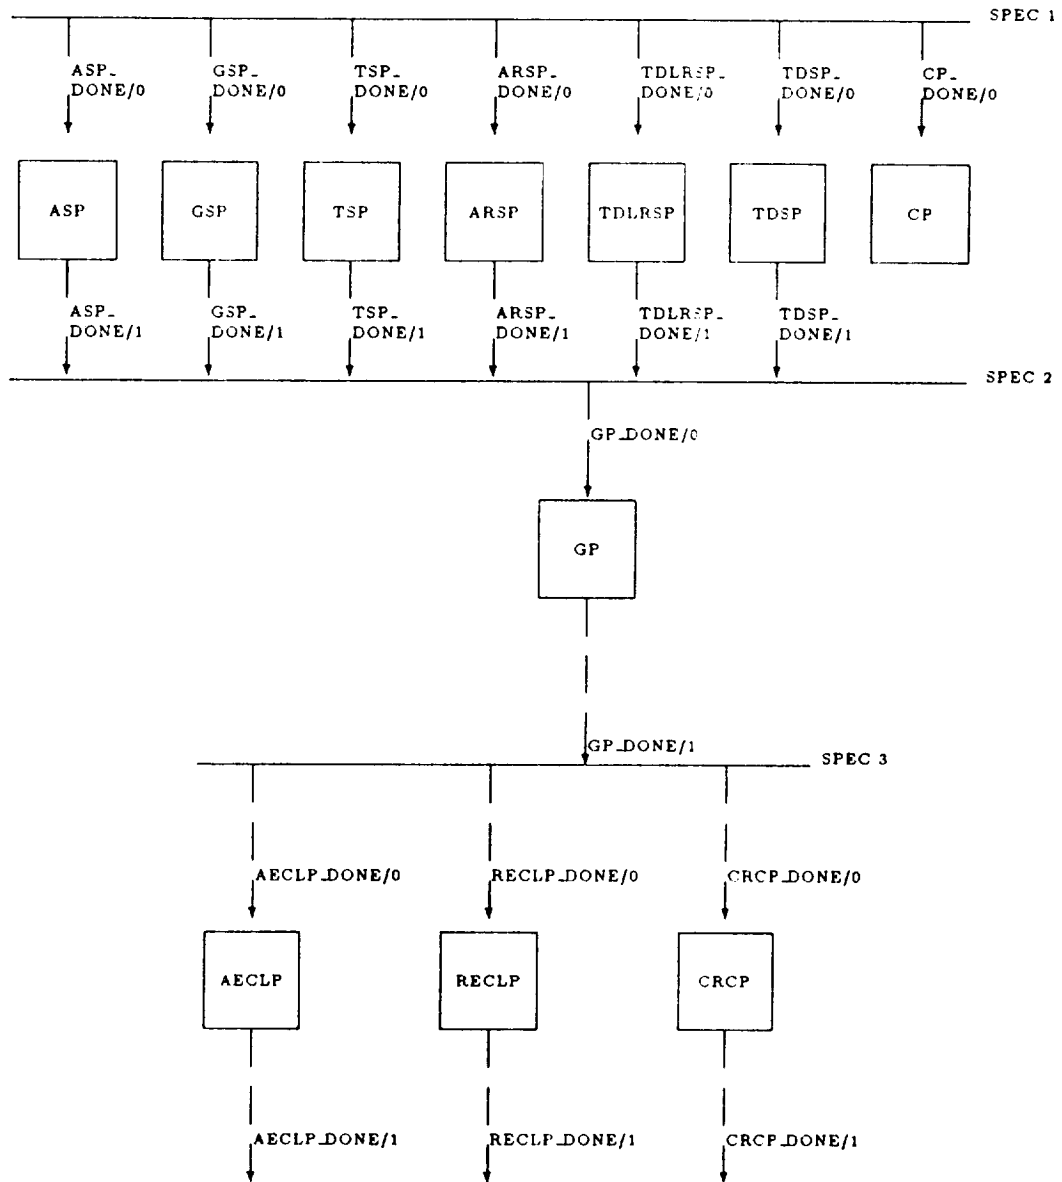 SPEC 1
ASP_
DONE/0
GSP_
DONE/0
TSP_
DONE/0
ARSP_
DONE/0
TDLRSP_
DONE/0
TDSP_
DONE/0
CP_
DONE/0
ASP
GSP
TSP
ARSP
TDLRSP
TDSP
CP
ASP_
DONE/1
GSP_
DONE/1
TSP_
DONE/1
ARSP_
DONE/1
TDLRSP_
DONE/1
TDSP_
DONE/1
SPEC 2
GP_DONE/0
GP
GP_DONE/1
SPEC 3
AECLP_DONE/0
RECLP_DONE/0
CRCP_DONE/0
AECLP
RECLP
CRCP
AECLP_DONE/1
RECLP_DONE/1
CRCP_DONE/1